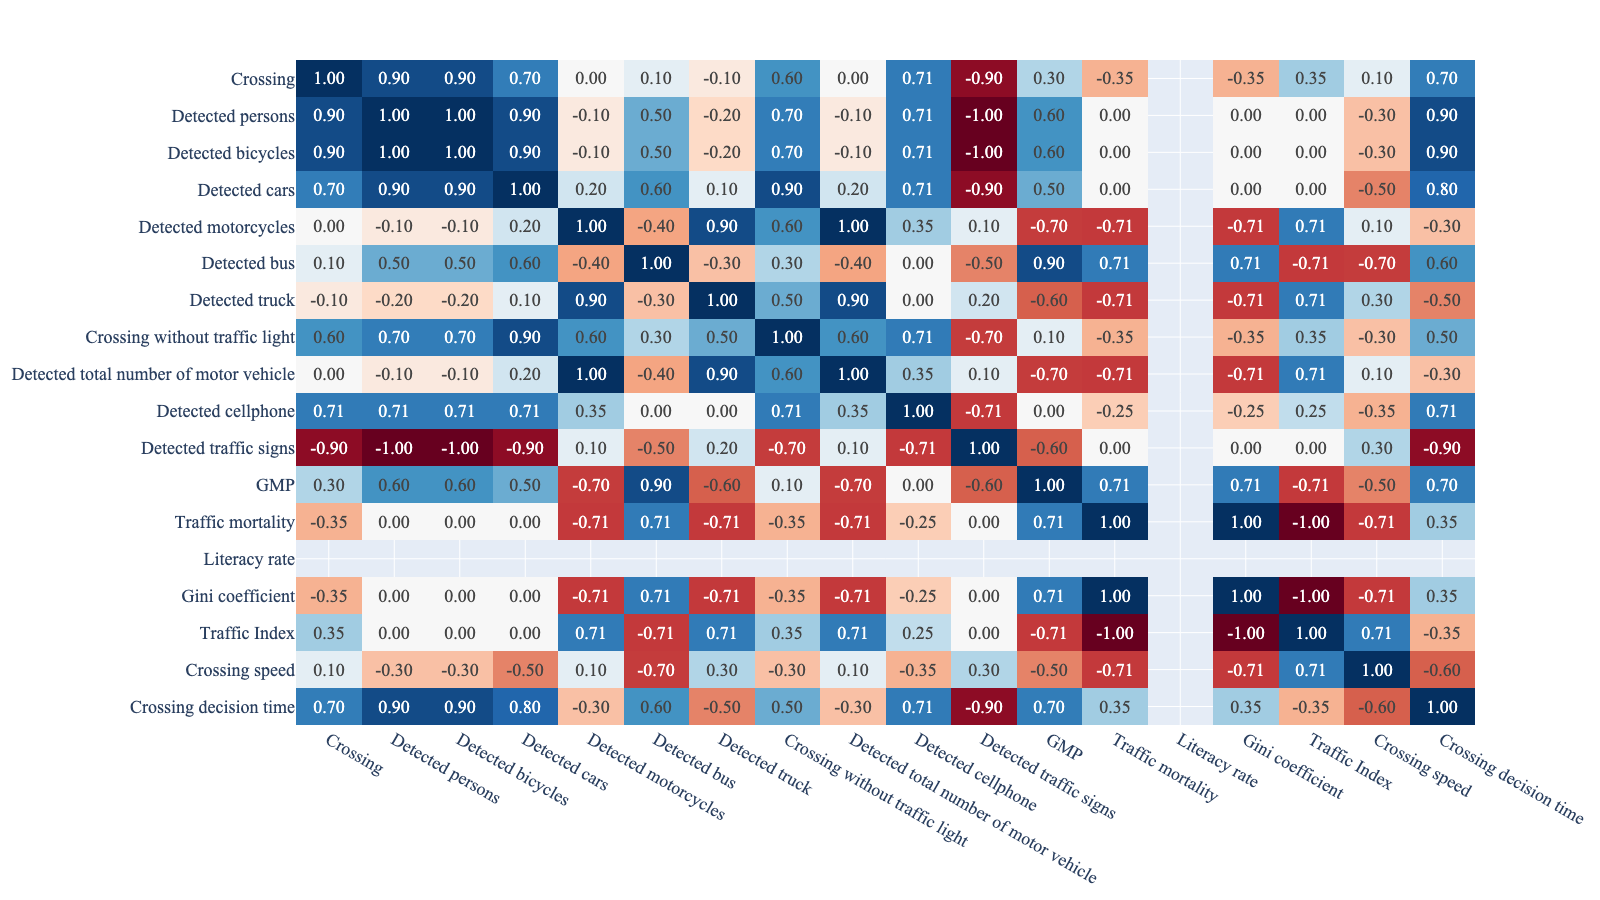 Crossing 1.00 0.90 0.90 0.70 0.00 0.10 -0.10 0.60 0.00 0.71 -0.90 0.30 -0.35 -0.35 0.35 0.10 0.70
Detected persons 0.90 1.00 1.00 0.90 -0.10 0.50 -0.20 0.70 -0.10 0.71 -1.00 0.60 0.00 0.00 0.00 -0.30 0.90
Detected bicycles 0.90 1.00 1.00 0.90 -0.10 0.50 -0.20 0.70 -0.10 0.71 -1.00 0.60 0.00 0.00 0.00 -0.30 0.90
Detected cars 0.70 0.90 0.90 1.00 0.20 0.60 0.10 0.90 0.20 0.71 -0.90 0.50 0.00 0.00 0.00 -0.50 0.80
Detected motorcycles 0.00 -0.10 -0.10 0.20 1.00 -0.40 0.90 0.60 1.00 0.35 0.10 -0.70 -0.71 -0.71 0.71 0.10 -0.30
Detected bus 0.10 0.50 0.50 0.60 -0.40 1.00 -0.30 0.30 -0.40 0.00 -0.50 0.90 0.71 0.71 -0.71 -0.70 0.60
Detected truck -0.10 -0.20 -0.20 0.10 0.90 -0.30 1.00 0.50 0.90 0.00 0.20 -0.60 -0.71 -0.71 0.71 0.30 -0.50
Crossing without traffic light 0.60 0.70 0.70 0.90 0.60 0.30 0.50 1.00 0.60 0.71 -0.70 0.10 -0.35 -0.35 0.35 -0.30 0.50
Detected total number of motor vehicle 0.00 -0.10 -0.10 0.20 1.00 -0.40 0.90 0.60 1.00 0.35 0.10 -0.70 -0.71 -0.71 0.71 0.10 -0.30
Detected cellphone 0.71 0.71 0.71 0.71 0.35 0.00 0.00 0.71 0.35 1.00 -0.71 0.00 -0.25 -0.25 0.25 -0.35 0.71
Detected traffic signs -0.90 -1.00 -1.00 -0.90 0.10 -0.50 0.20 -0.70 0.10 -0.71 1.00 -0.60 0.00 0.00 0.00 0.30 -0.90
GMP 0.30 0.60 0.60 0.50 -0.70 0.90 -0.60 0.10 -0.70 0.00 -0.60 1.00 0.71 0.71 -0.71 -0.50 0.70
Traffic mortality -0.35 0.00 0.00 0.00 -0.71 0.71 -0.71 -0.35 -0.71 -0.25 0.00 0.71 1.00 1.00 -1.00 -0.71 0.35
Literacy rate
Gini coefficient -0.35 0.00 0.00 0.00 -0.71 0.71 -0.71 -0.35 -0.71 -0.25 0.00 0.71 1.00 1.00 -1.00 -0.71 0.35
Traffic Index 0.35 0.00 0.00 0.00 0.71 -0.71 0.71 0.35 0.71 0.25 0.00 -0.71 -1.00 -1.00 1.00 0.71 -0.35
Crossing speed 0.10 -0.30 -0.30 -0.50 0.10 -0.70 0.30 -0.30 0.10 -0.35 0.30 -0.50 -0.71 -0.71 0.71 1.00 -0.60
Crossing decision time 0.70 0.90 0.90 0.80 -0.30 0.60 -0.50 0.50 -0.30 0.71 -0.90 0.70 0.35 0.35 -0.35 -0.60 1.00
Crossing
Detected persons
Detected bicycles
Detected cars
Detected motorcycles
Detected bus
Detected truck
Crossing without traffic light
Detected total number of motor vehicle
Detected cellphone
Detected traffic signs
GMP
Traffic mortality
Literacy rate
Gini coefficient
Traffic Index
Crossing speed
Crossing decision time